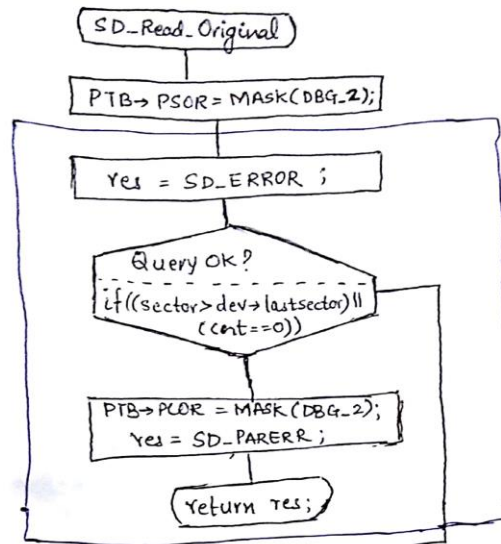 SD_Read_Original
PTB→ PSOR = MASK(DBG_2);
res = SD_ERROR ;
Query OK?
if((sector>dev→lastsector)||
(cnt==0))
PTB→PCOR = MASK(DBG_2);
res = SD_PARERR ;
return res;